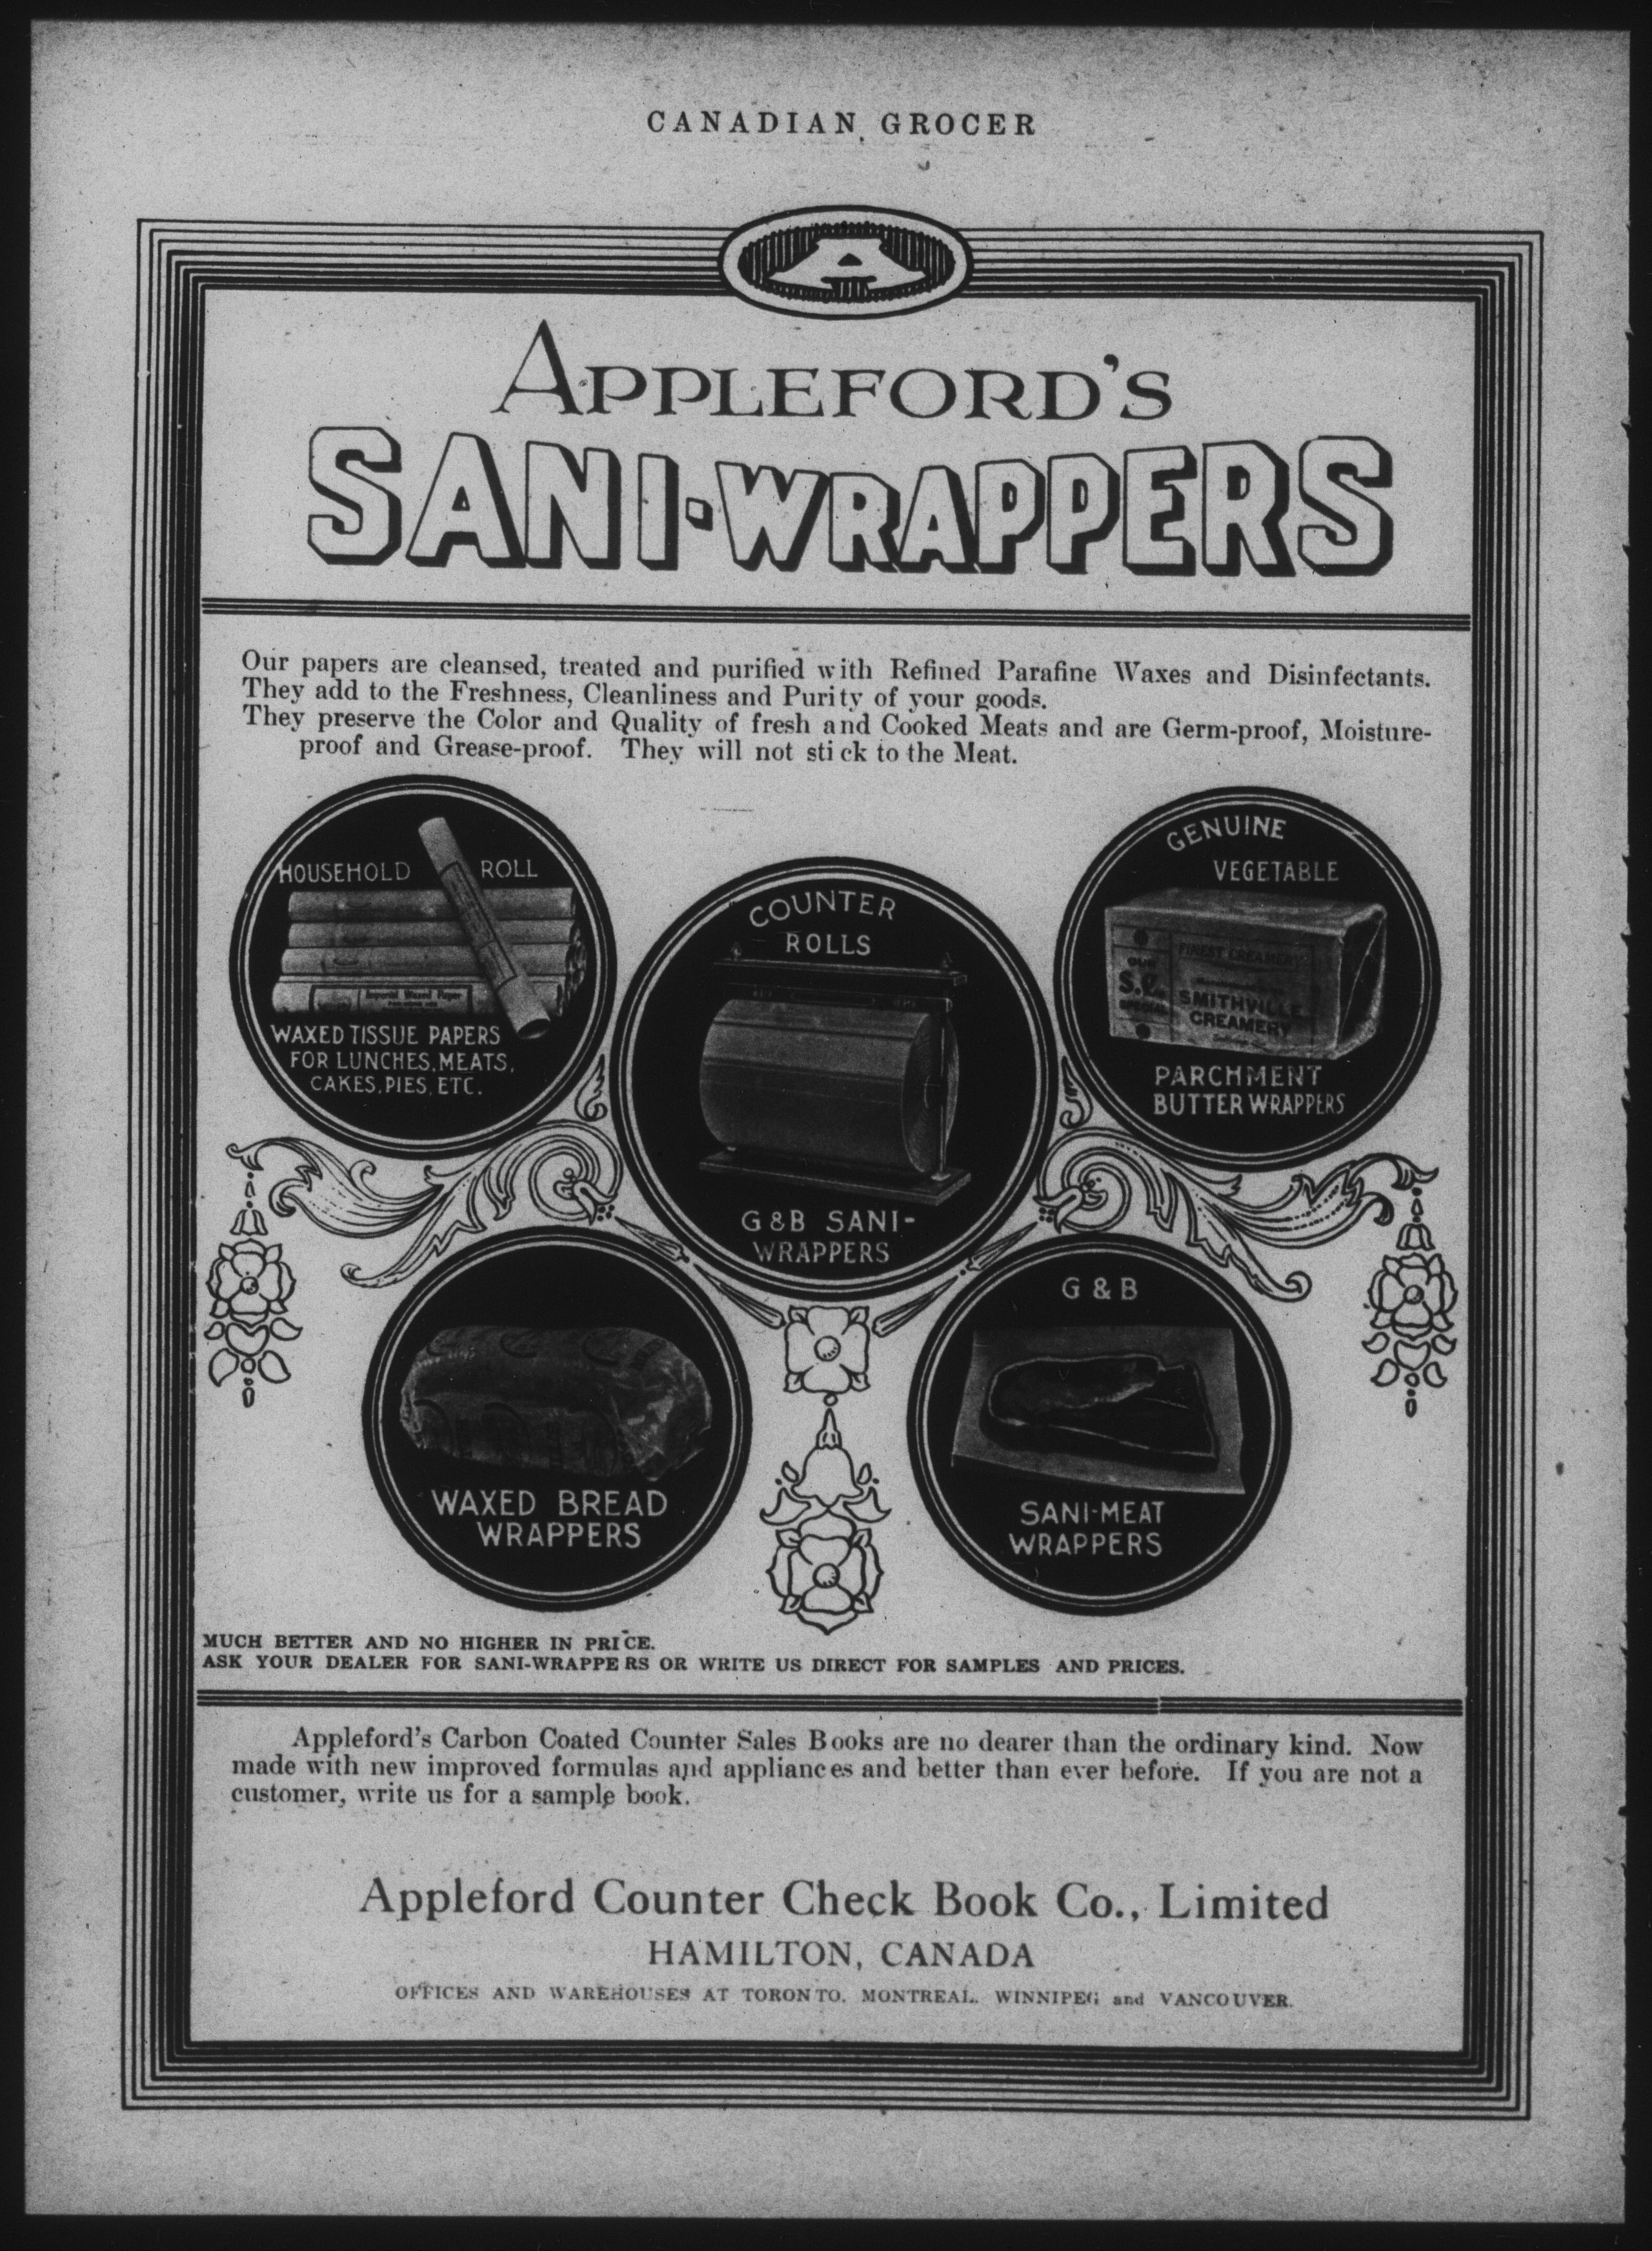 CANADIAN GROCER
A
APPLEFORD'S
SANI-WRAPPERS
Our papers are cleansed, treated and purified with Refined Parafine Waxes and Disinfectants.
They add to the Freshness, Cleanliness and Purity of your goods.
They preserve the Color and Quality of fresh and Cooked Meats and are Germ-proof, Moisture-
proof and Grease-proof. They will not stick to the Meat.
HOUSEHOLD ROLL
Imperial Waxed Paper
WAXED TISSUE PAPERS
FOR LUNCHES, MEATS,
CAKES, PIES, ETC.
COUNTER
ROLLS
G & B SANI-
WRAPPERS
GENUINE
VEGETABLE
FINEST CREAMERY
OUR
S.C.
SPECIAL
SMITHVILLE
CREAMERY
PARCHMENT
BUTTER WRAPPERS
WAXED BREAD
WRAPPERS
G & B
SANI-MEAT
WRAPPERS
MUCH BETTER AND NO HIGHER IN PRICE.
ASK YOUR DEALER FOR SANI-WRAPPERS OR WRITE US DIRECT FOR SAMPLES AND PRICES.
Appleford's Carbon Coated Counter Sales Books are no dearer than the ordinary kind. Now
made with new improved formulas and appliances and better than ever before. If you are not a
customer, write us for a sample book.
Appleford Counter Check Book Co., Limited
HAMILTON, CANADA
OFFICES AND WAREHOUSES AT TORONTO, MONTREAL, WINNIPEG and VANCOUVER.